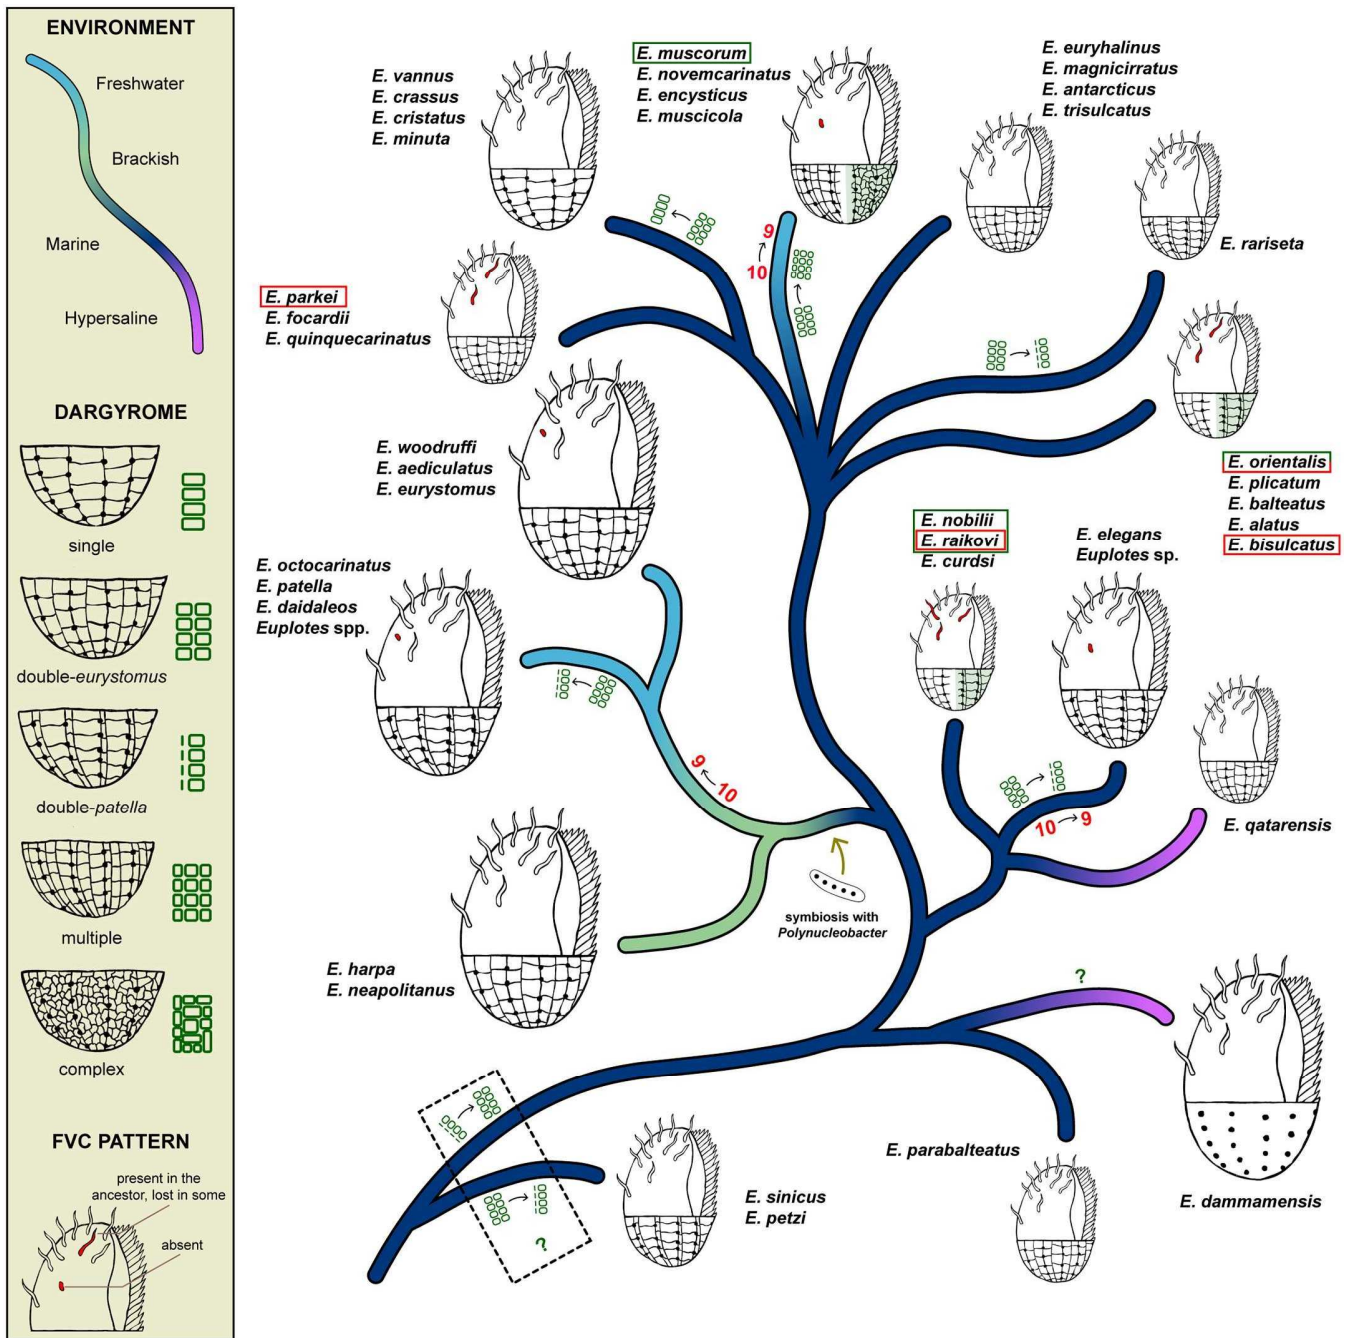 ENVIRONMENT
Freshwater
Brackish
Marine
Hypersaline
DARGYROME
single
double-eurystomus
double-patella
multiple
complex
FVC PATTERN
present in the
ancestor, lost in some
absent
E. vannus
E. crassus
E. cristatus
E. minuta
E. muscorum
E. novemcarinatus
E. encysticus
E. muscicola
E. euryhalinus
E. magnicirratus
E. antarcticus
E. trisulcatus
E. rariseta
9
10
E. parkei
E. focardii
E. quinquecarinatus
E. woodruffi
E. aediculatus
E. eurystomus
E. orientalis
E. plicatum
E. balteatus
E. alatus
E. bisulcatus
E. nobilii
E. raikovi
E. curdsi
E. elegans
Euplotes sp.
E. octocarinatus
E. patella
E. daidaleos
Euplotes spp.
9
10
10
9
E. qatarensis
symbiosis with
Polynucleobacter
E. harpa
E. neapolitanus
?
E. dammamensis
E. parabalteatus
E. sinicus
E. petzi
?